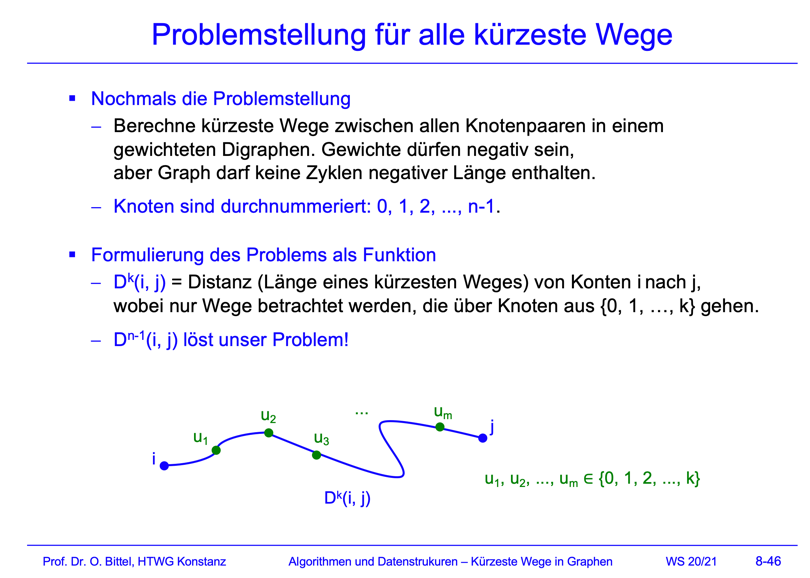 Problemstellung für alle kürzeste Wege
▪ Nochmals die Problemstellung
– Berechne kürzeste Wege zwischen allen Knotenpaaren in einem
gewichteten Digraphen. Gewichte dürfen negativ sein,
aber Graph darf keine Zyklen negativer Länge enthalten.
– Knoten sind durchnummeriert: 0, 1, 2, ..., n-1.
▪ Formulierung des Problems als Funktion
– Dᵏ(i, j) = Distanz (Länge eines kürzesten Weges) von Konten i nach j,
wobei nur Wege betrachtet werden, die über Knoten aus {0, 1, …, k} gehen.
– Dⁿ⁻¹(i, j) löst unser Problem!
i
u₁
u₂
u₃
...
uₘ
j
Dᵏ(i, j)
u₁, u₂, ..., uₘ ∈ {0, 1, 2, ..., k}
Prof. Dr. O. Bittel, HTWG Konstanz
Algorithmen und Datenstrukuren – Kürzeste Wege in Graphen
WS 20/21
8-46